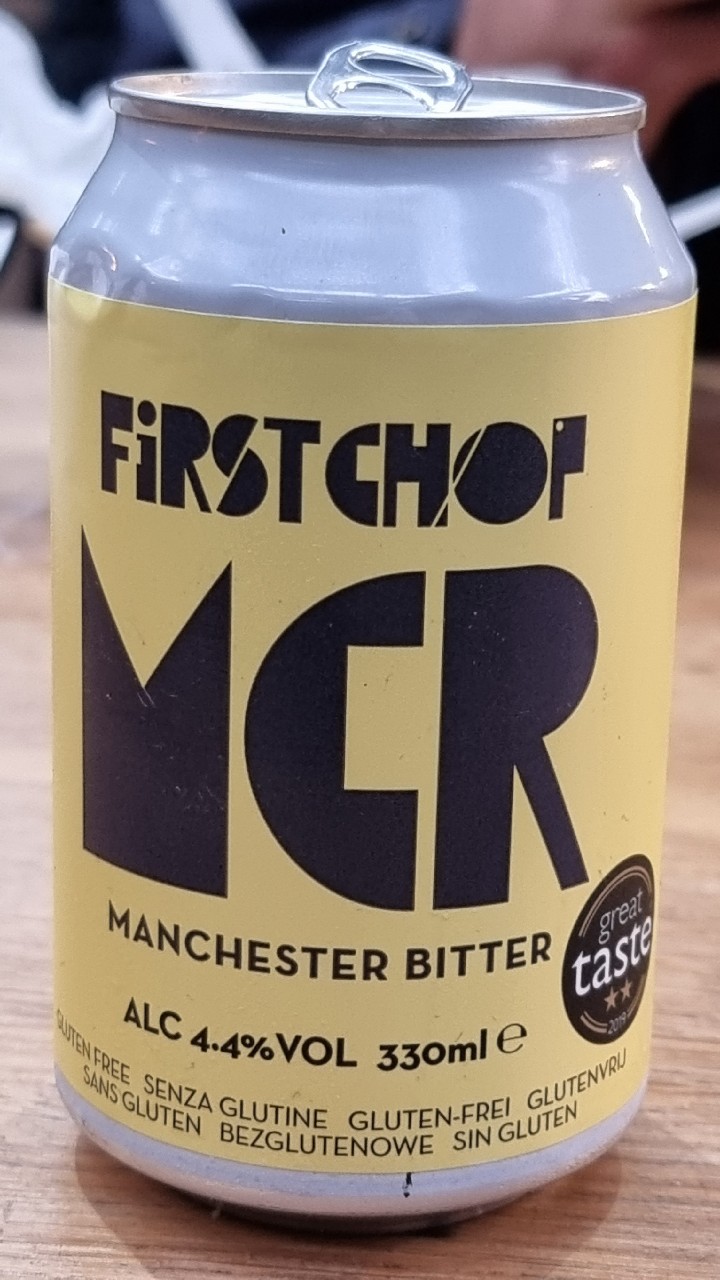 FiRST CHOP
MCR
MANCHESTER BITTER
great
taste
2019
ALC 4.4%VOL 330ml e
GLUTEN FREE SENZA GLUTINE GLUTEN-FREI GLUTENVRIJ
SANS GLUTEN BEZGLUTENOWE SIN GLUTEN